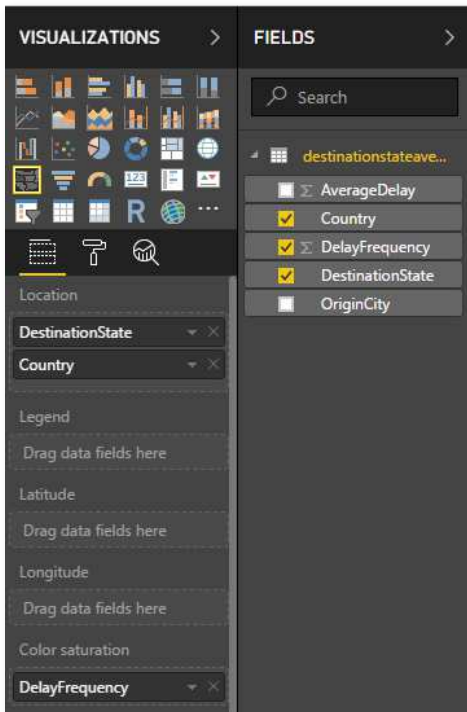 VISUALIZATIONS >
123
R
Location
DestinationState
Country
Legend
Drag data fields here
Latitude
Drag data fields here
Longitude
Drag data fields here
Color saturation
DelayFrequency
FIELDS >
Search
destinationstateave...
Σ AverageDelay
Country
Σ DelayFrequency
DestinationState
OriginCity